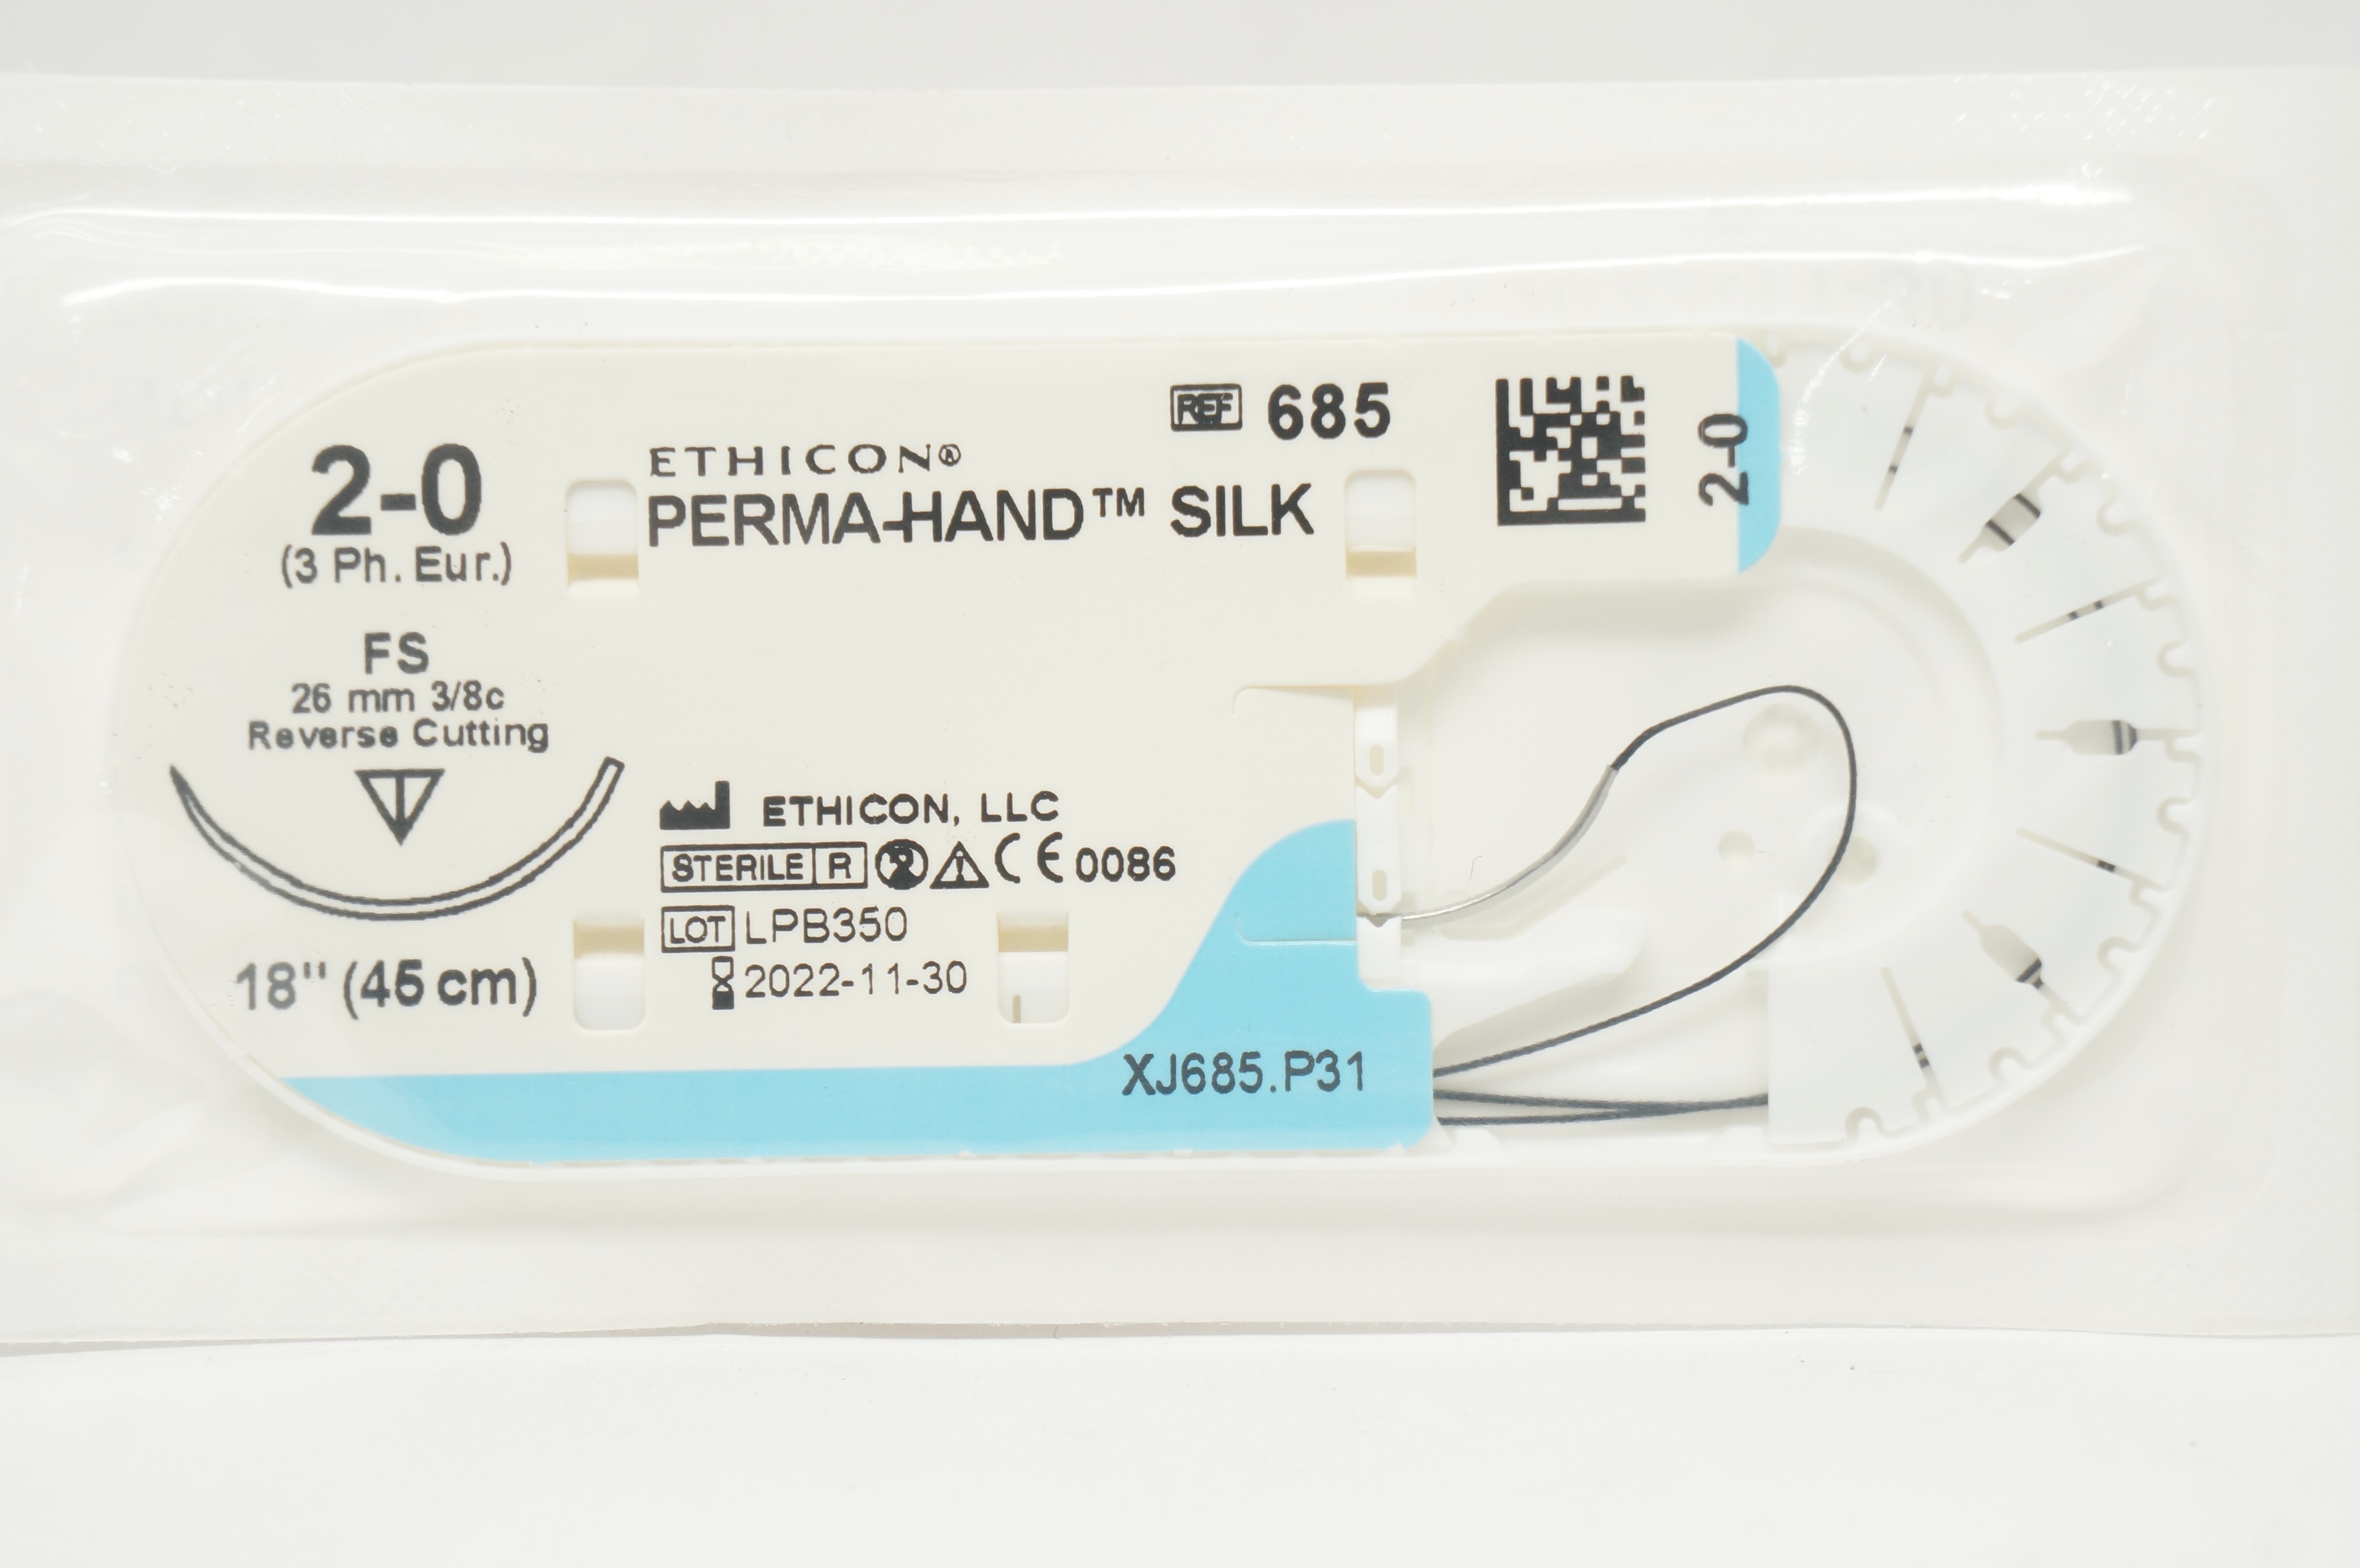 REF 685
ETHICON®
PERMA-HAND™ SILK
2-0
2-0
(3 Ph. Eur.)
FS
26 mm 3/8c
Reverse Cutting
18" (45 cm)
ETHICON, LLC
STERILE R CE 0086
LOT LPB350
2022-11-30
XJ685.P31